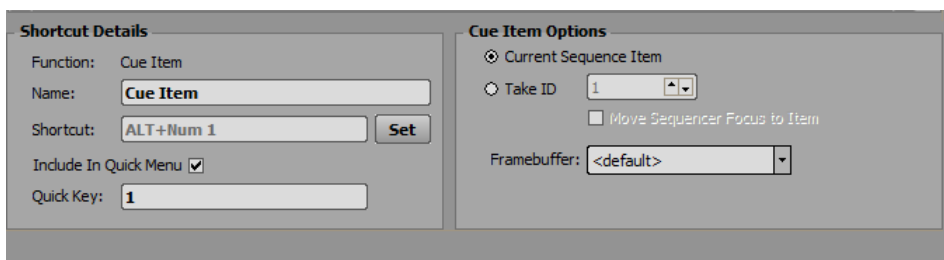 Shortcut Details
Function: Cue Item
Name: Cue Item
Shortcut: ALT+Num 1 Set
Include In Quick Menu
Quick Key: 1
Cue Item Options
Current Sequence Item
Take ID 1
Move Sequencer Focus to Item
Framebuffer: <default>